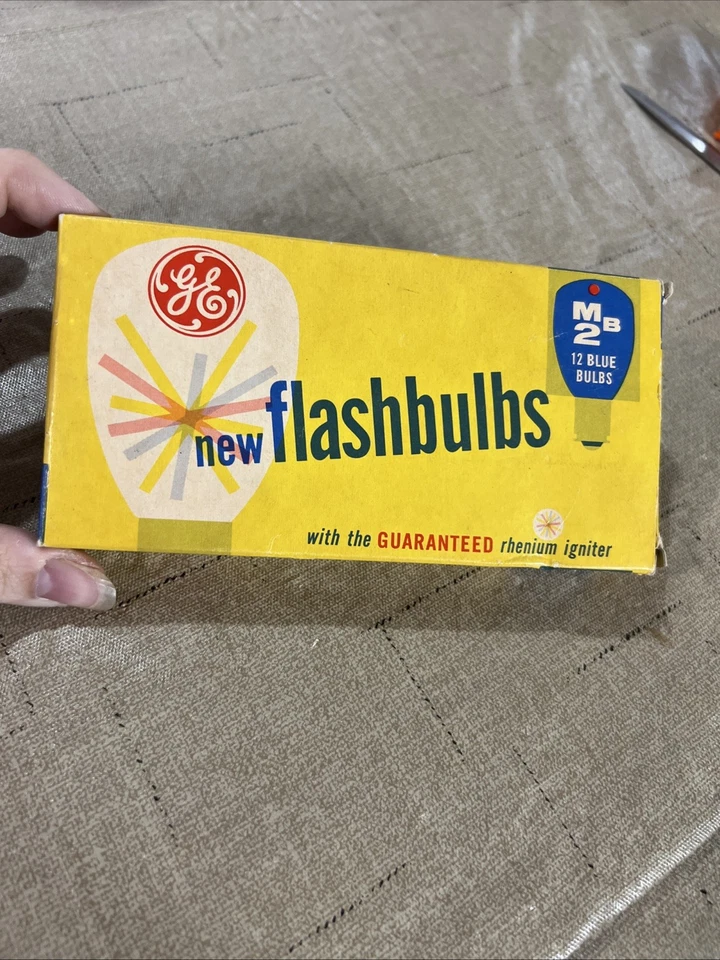 GE
M2B
12 BLUE
BULBS
new flashbulbs
with the GUARANTEED rhenium igniter